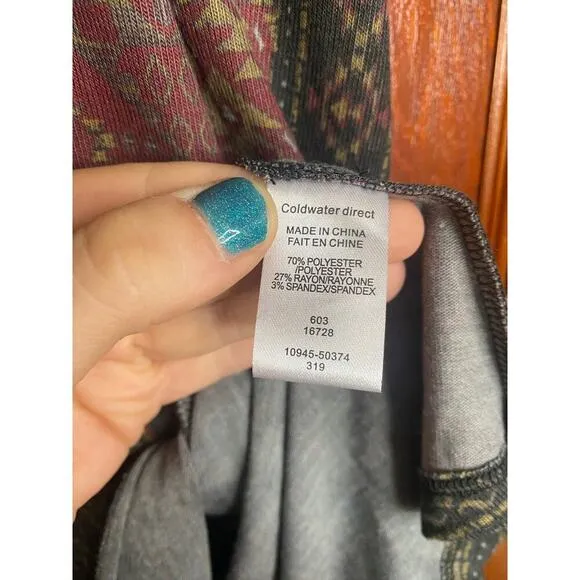 Coldwater direct
MADE IN CHINA
FAIT EN CHINE
70% POLYESTER
/POLYESTER
27% RAYON/RAYONNE
3% SPANDEX/SPANDEX
603
16728
10945-50374
319